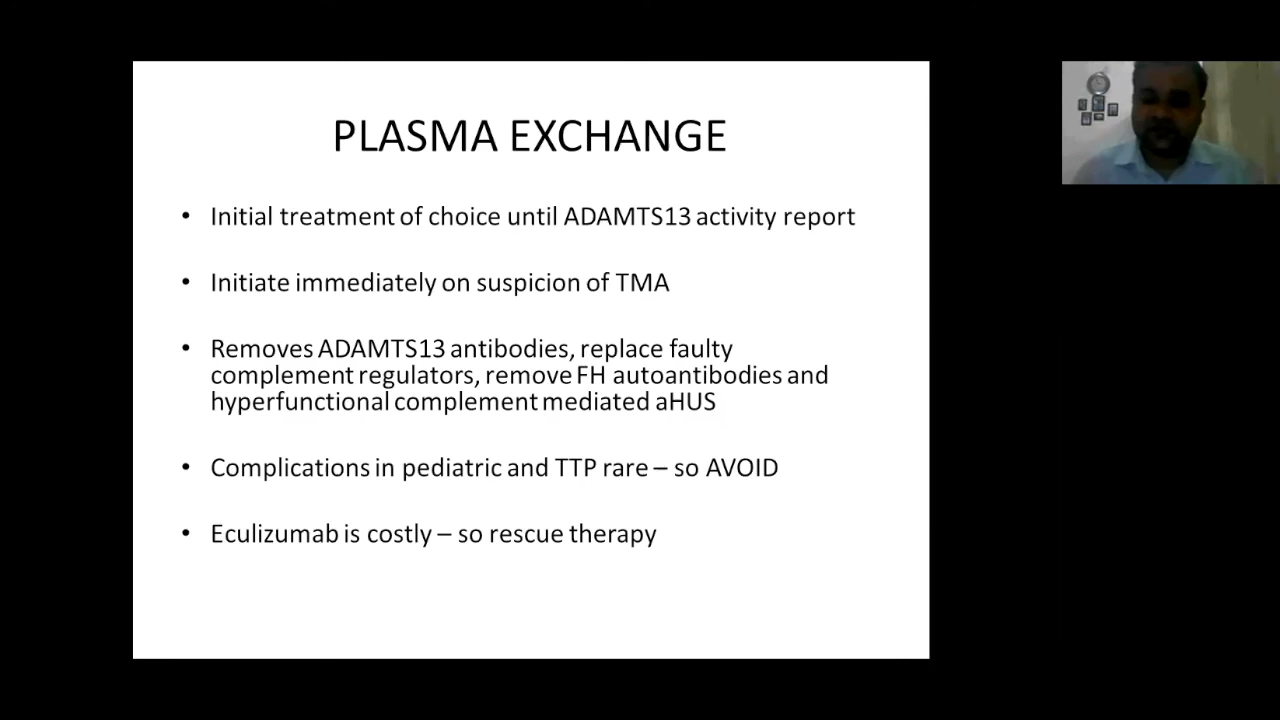 PLASMA EXCHANGE
• Initial treatment of choice until ADAMTS13 activity report
• Initiate immediately on suspicion of TMA
• Removes ADAMTS13 antibodies, replace faulty
complement regulators, remove FH autoantibodies and
hyperfunctional complement mediated aHUS
• Complications in pediatric and TTP rare – so AVOID
• Eculizumab is costly – so rescue therapy